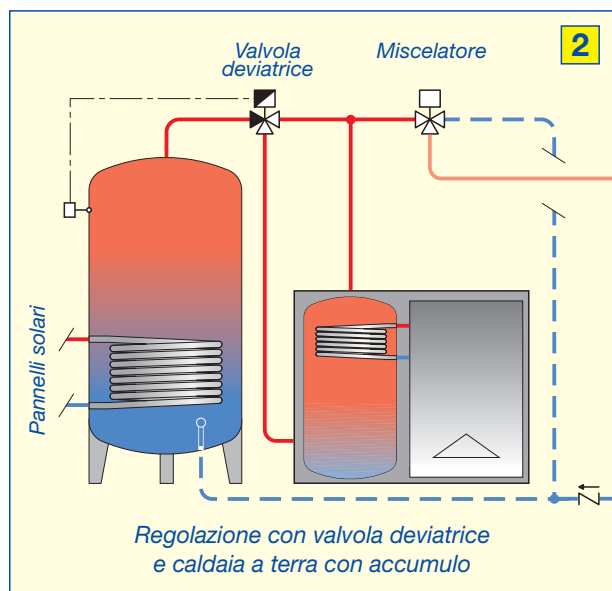 2
Valvola
deviatrice
Miscelatore
Pannelli solari
Regolazione con valvola deviatrice
e caldaia a terra con accumulo